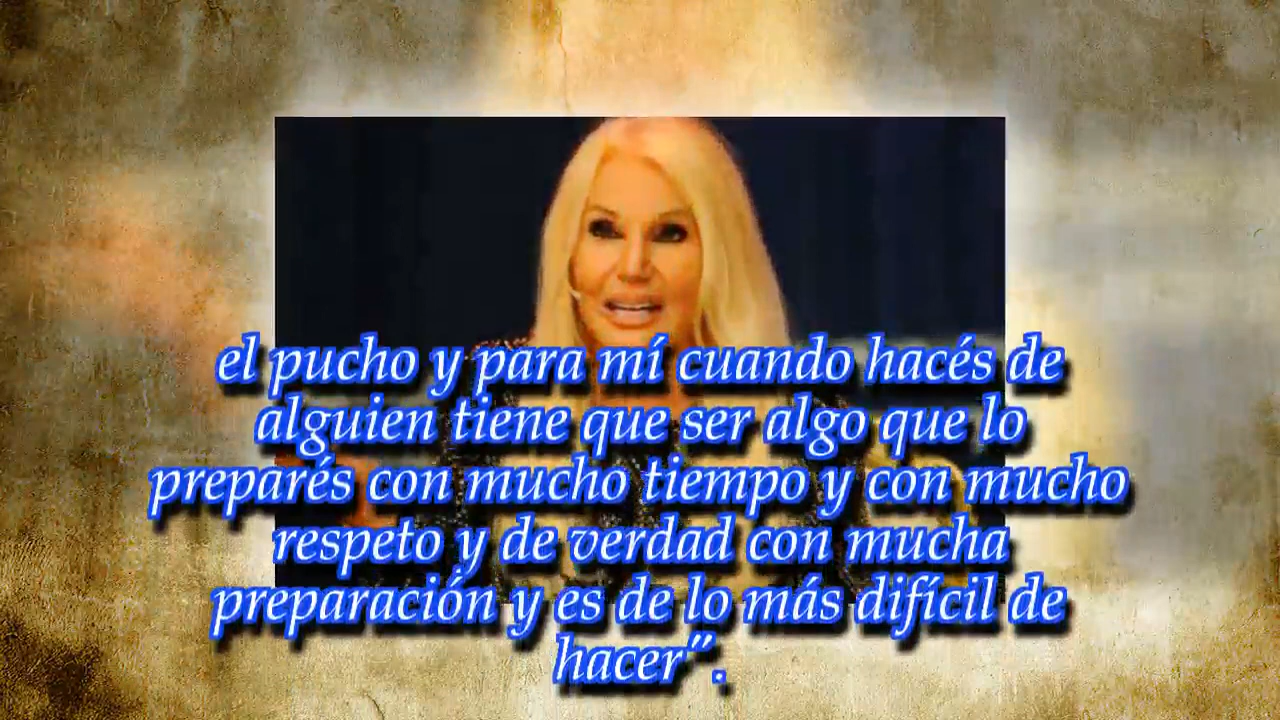 el pucho y para mí cuando hacés de
alguien tiene que ser algo que lo
preparés con mucho tiempo y con mucho
respeto y de verdad con mucha
preparación y es de lo más difícil de
hacer”.